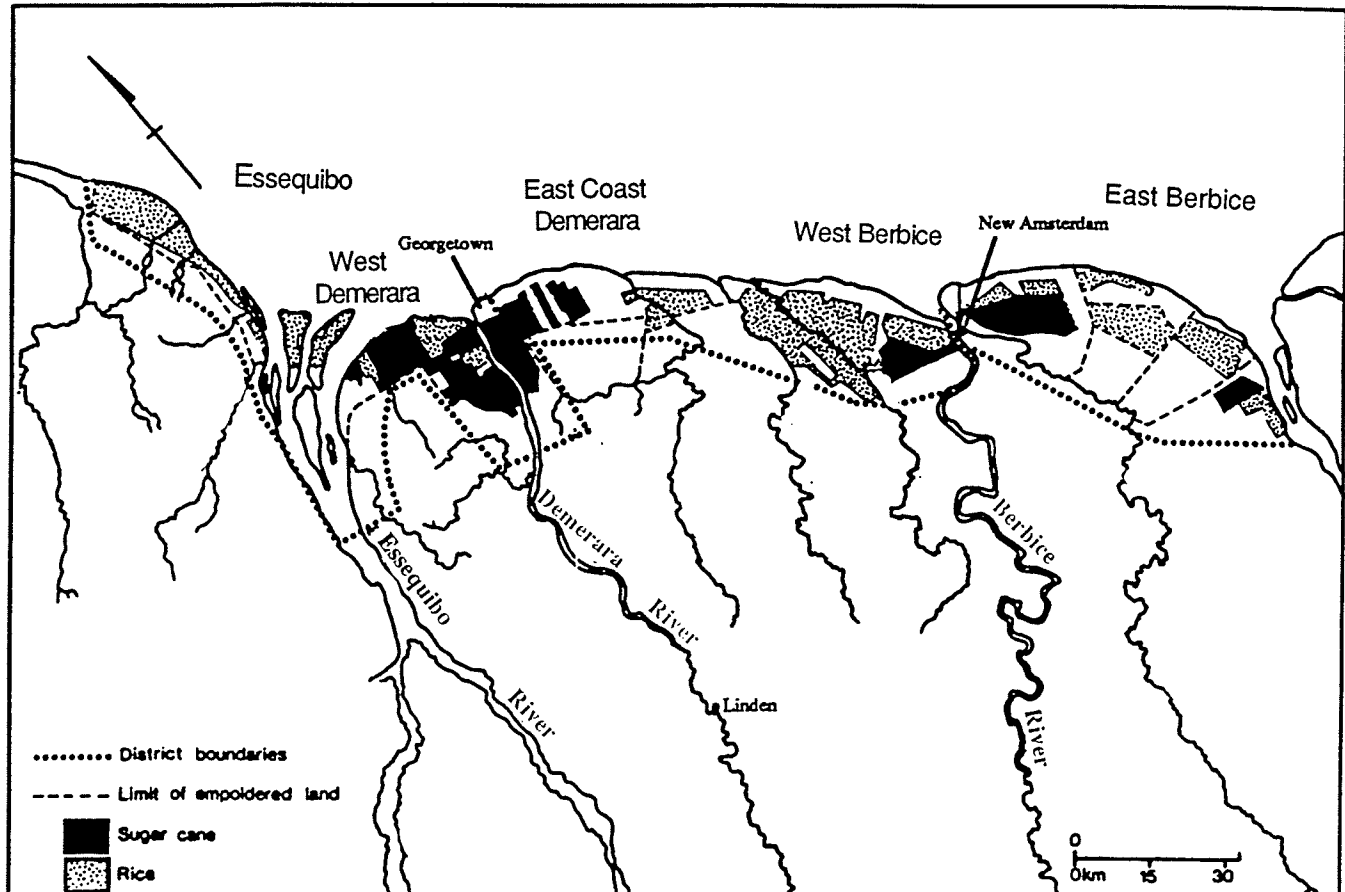 Essequibo
East Coast
Demerara
East Berbice
West Berbice
New Amsterdam
Georgetown
West
Demerara
Essequibo
River
Demerara
River
Linden
Berbice
River
District boundaries
Limit of empoldered land
Sugar cane
Rice
0
0km 15 30